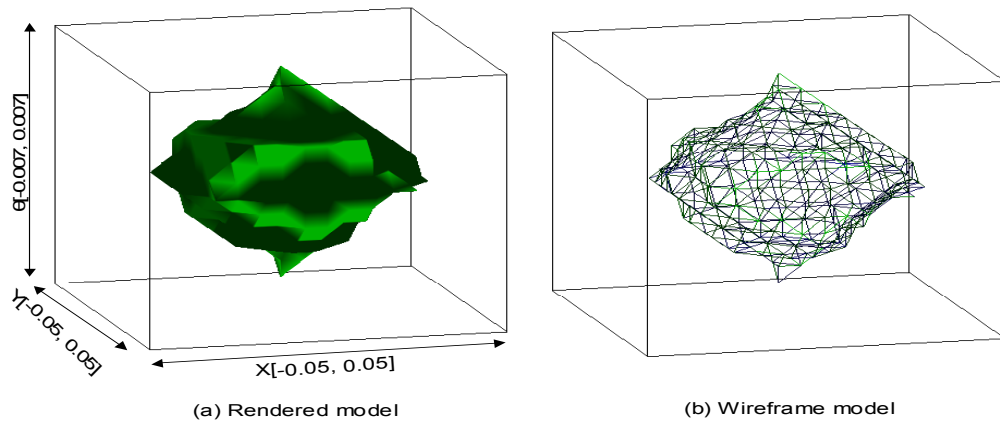 θ[-0.007, 0.007]
Y[-0.05, 0.05]
X[-0.05, 0.05]
(a) Rendered model
(b) Wireframe model